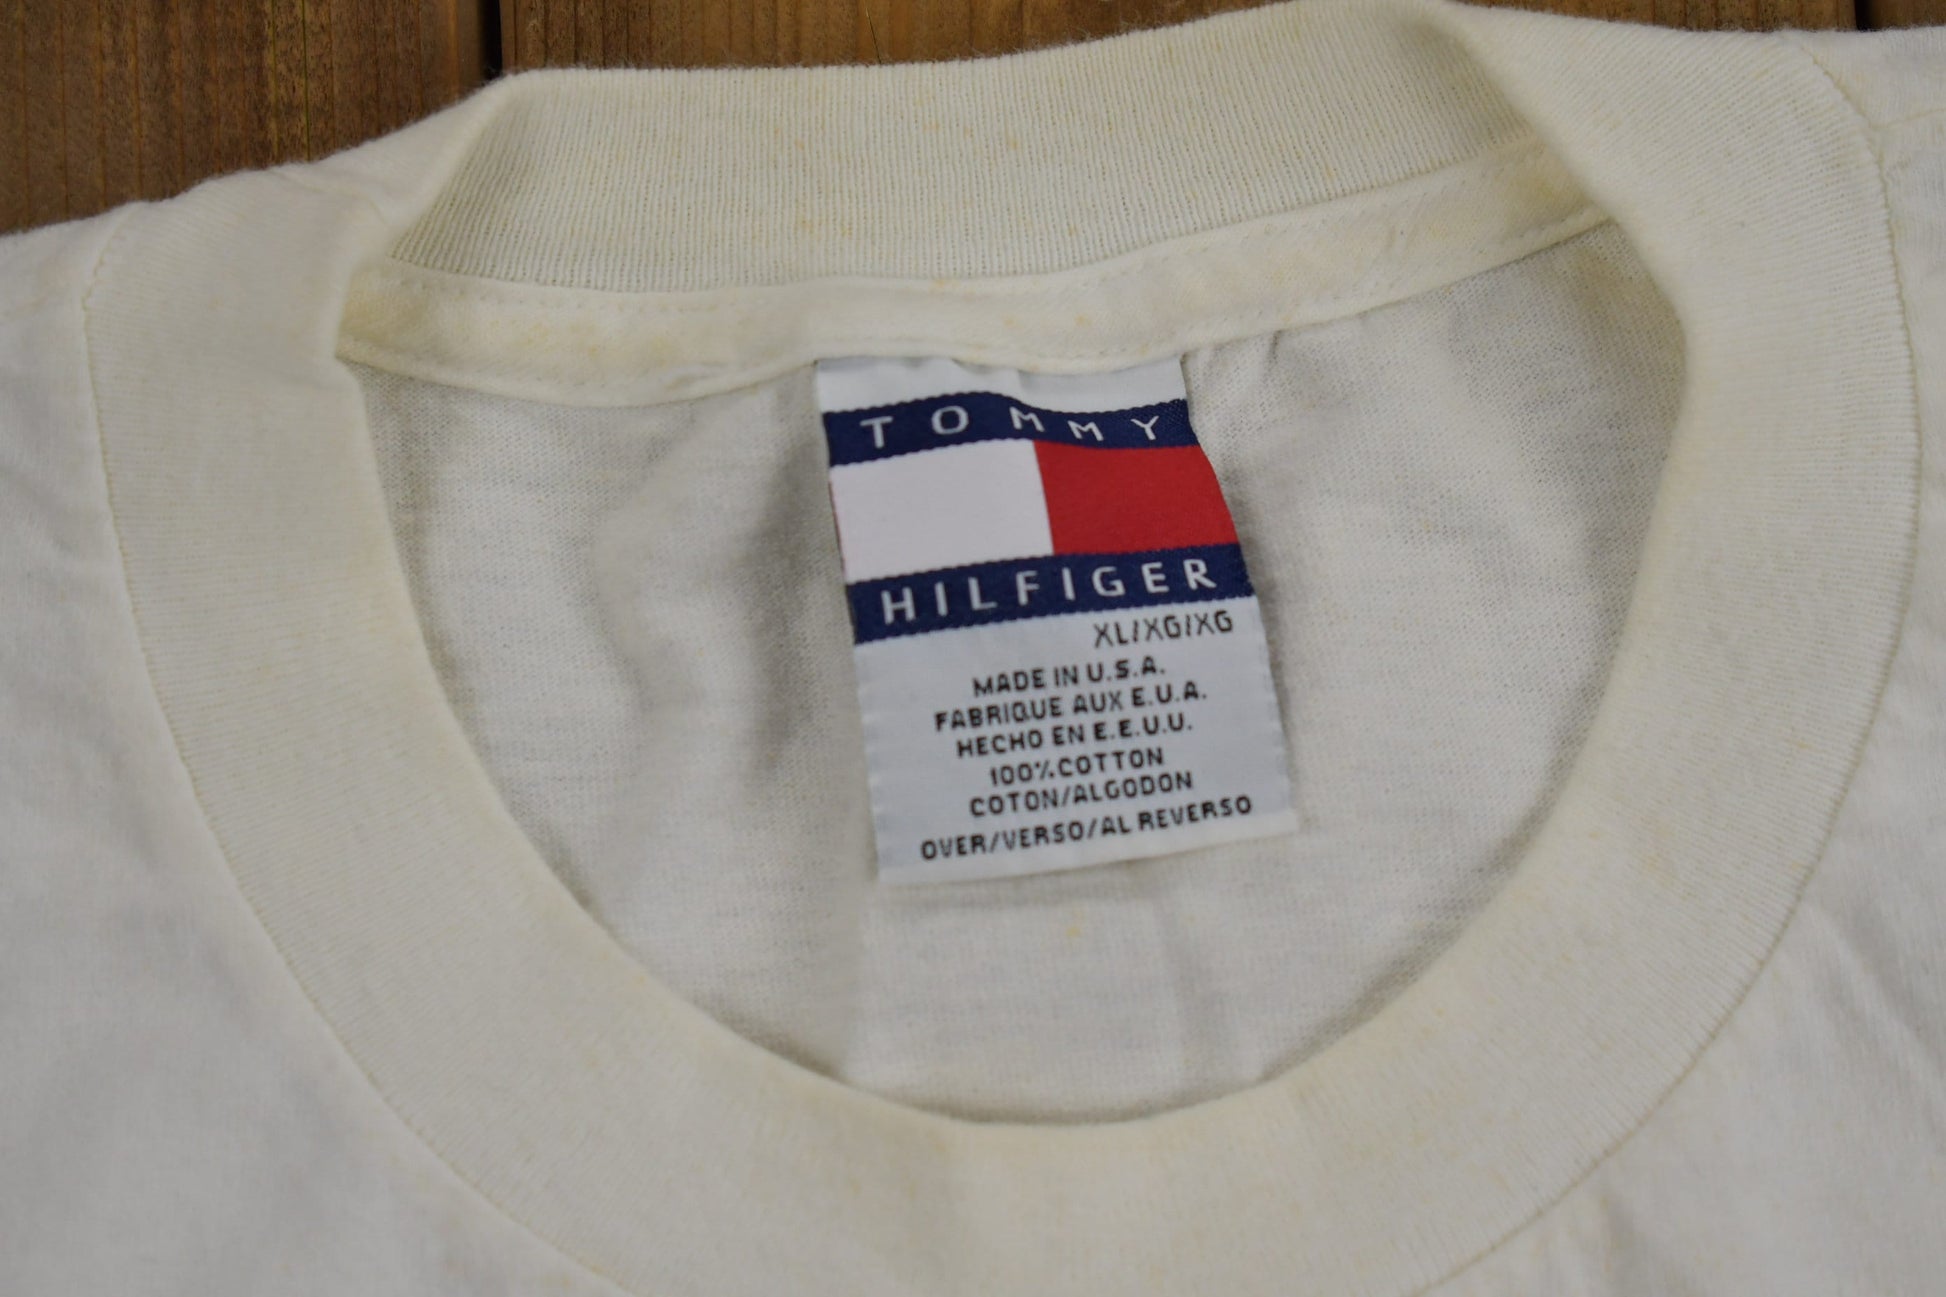 TOMMY
HILFIGER
XL/XG/XG
MADE IN U.S.A.
FABRIQUE AUX E.U.A.
HECHO EN E.E.U.U.
100% COTTON
COTON/ALGODON
OVER/VERSO/AL REVERSO